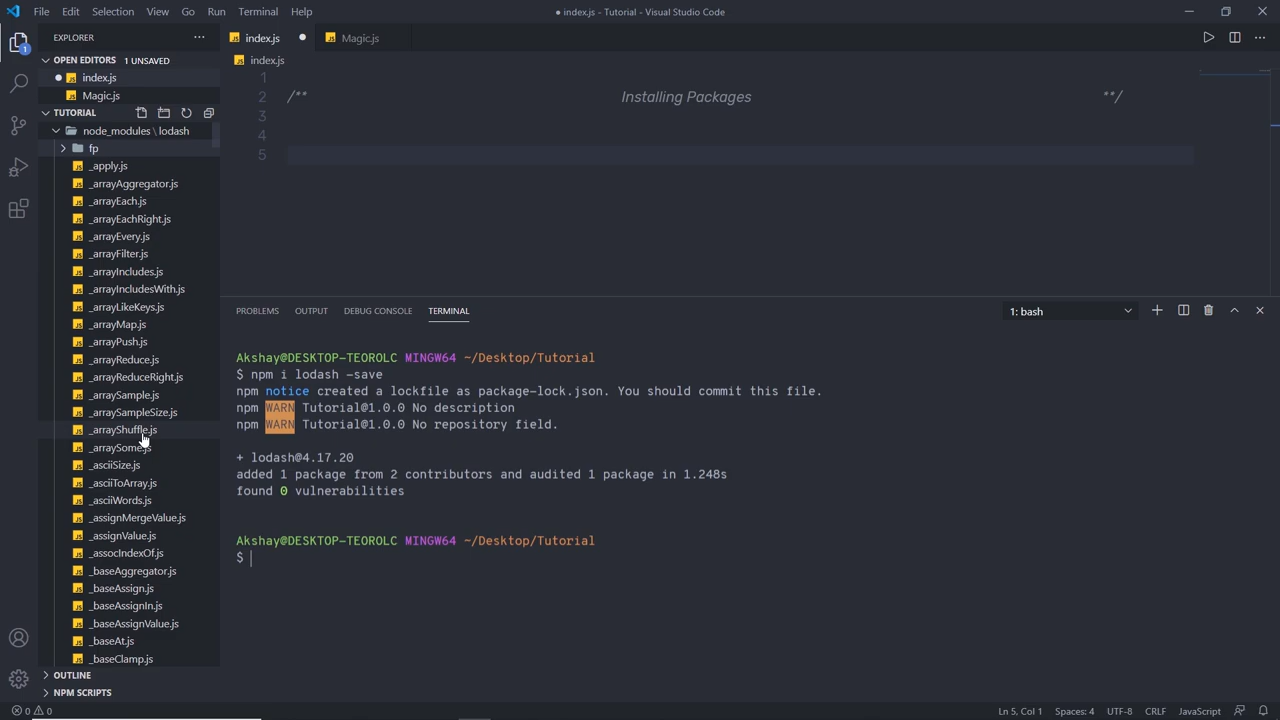 File Edit Selection View Go Run Terminal Help
● index.js - Tutorial - Visual Studio Code
EXPLORER
OPEN EDITORS 1 UNSAVED
index.js
Magic.js
TUTORIAL
node_modules \ lodash
fp
_apply.js
_arrayAggregator.js
_arrayEach.js
_arrayEachRight.js
_arrayEvery.js
_arrayFilter.js
_arrayIncludes.js
_arrayIncludesWith.js
_arrayLikeKeys.js
_arrayMap.js
_arrayPush.js
_arrayReduce.js
_arrayReduceRight.js
_arraySample.js
_arraySampleSize.js
_arrayShuffle.js
_arraySome.js
_asciiSize.js
_asciiToArray.js
_asciiWords.js
_assignMergeValue.js
_assignValue.js
_assocIndexOf.js
_baseAggregator.js
_baseAssign.js
_baseAssignIn.js
_baseAssignValue.js
_baseAt.js
_baseClamp.js
OUTLINE
NPM SCRIPTS
1
index.js
Magic.js
index.js
1
2 /** Installing Packages **/
3
4
5
PROBLEMS OUTPUT DEBUG CONSOLE TERMINAL
1: bash
Akshay@DESKTOP-TEOROLC MINGW64 ~/Desktop/Tutorial
$ npm i lodash -save
npm notice created a lockfile as package-lock.json. You should commit this file.
npm WARN Tutorial@1.0.0 No description
npm WARN Tutorial@1.0.0 No repository field.
+ lodash@4.17.20
added 1 package from 2 contributors and audited 1 package in 1.248s
found 0 vulnerabilities
Akshay@DESKTOP-TEOROLC MINGW64 ~/Desktop/Tutorial
$
0 0
Ln 5, Col 1 Spaces: 4 UTF-8 CRLF JavaScript